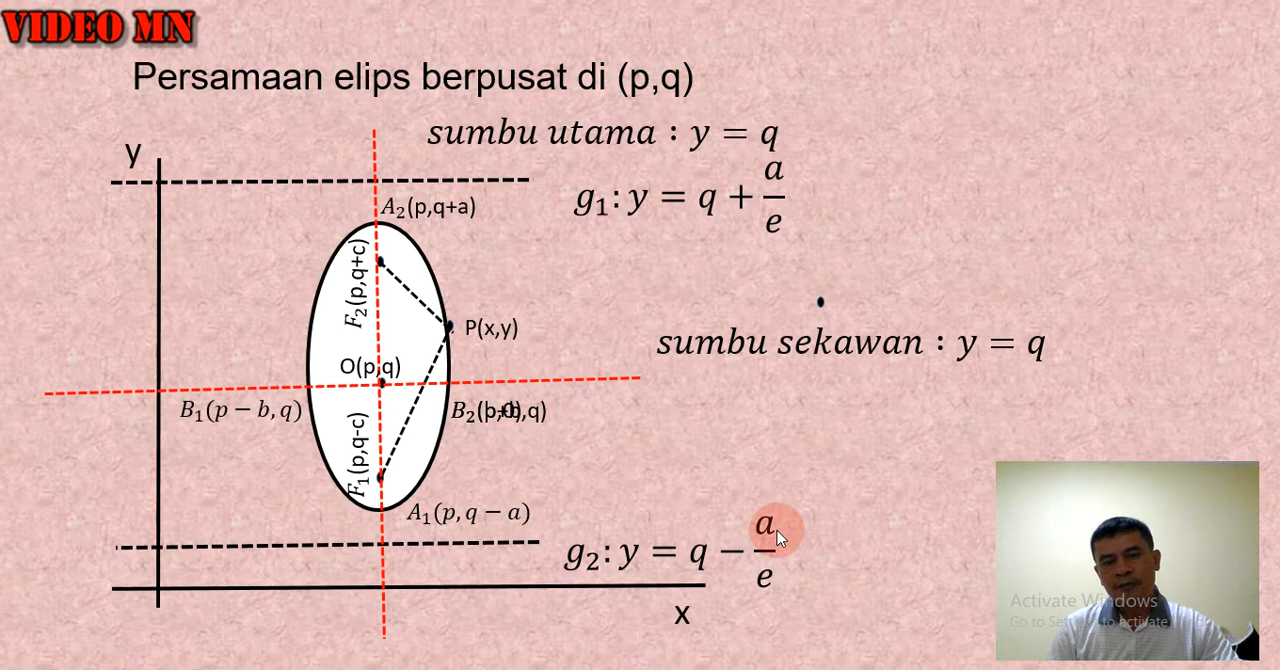 VIDEO MN
Persamaan elips berpusat di (p,q)
sumbu utama : y = q
y
g₁: y = q + a/e
A₂(p,q+a)
F₂(p,q+c)
P(x,y)
sumbu sekawan : y = q
O(p,q)
B₁(p − b, q)
B₂(p+b,q)
F₁(p,q-c)
A₁(p, q − a)
g₂: y = q − a/e
x
Activate Windows
Go to Settings to activate